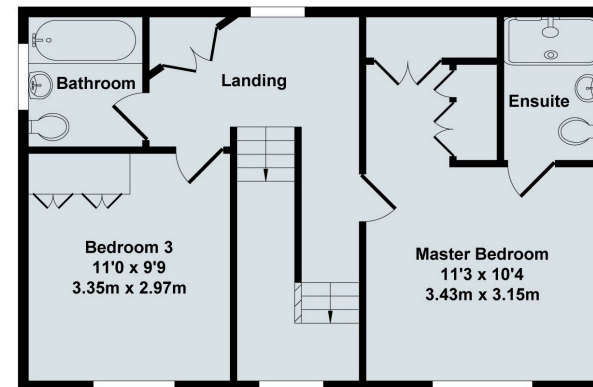 Bathroom
Landing
Ensuite
Bedroom 3
11'0 x 9'9
3.35m x 2.97m
Master Bedroom
11'3 x 10'4
3.43m x 3.15m